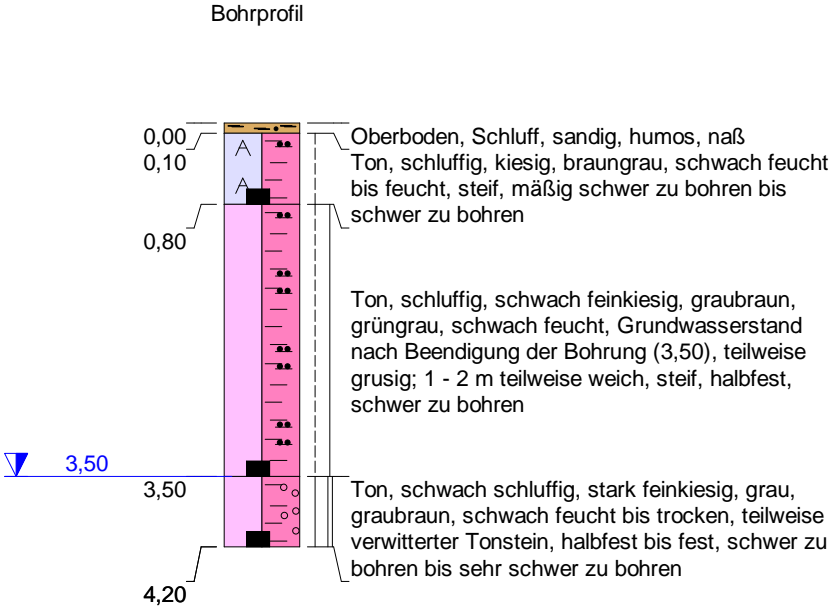 Bohrprofil
0,00
Oberboden, Schluff, sandig, humos, naß
0,10
Ton, schluffig, kiesig, braungrau, schwach feucht
bis feucht, steif, mäßig schwer zu bohren bis
schwer zu bohren
A
A
0,80
Ton, schluffig, schwach feinkiesig, graubraun,
grüngrau, schwach feucht, Grundwasserstand
nach Beendigung der Bohrung (3,50), teilweise
grusig; 1 - 2 m teilweise weich, steif, halbfest,
schwer zu bohren
3,50
3,50
Ton, schwach schluffig, stark feinkiesig, grau,
graubraun, schwach feucht bis trocken, teilweise
verwitterter Tonstein, halbfest bis fest, schwer zu
bohren bis sehr schwer zu bohren
4,20